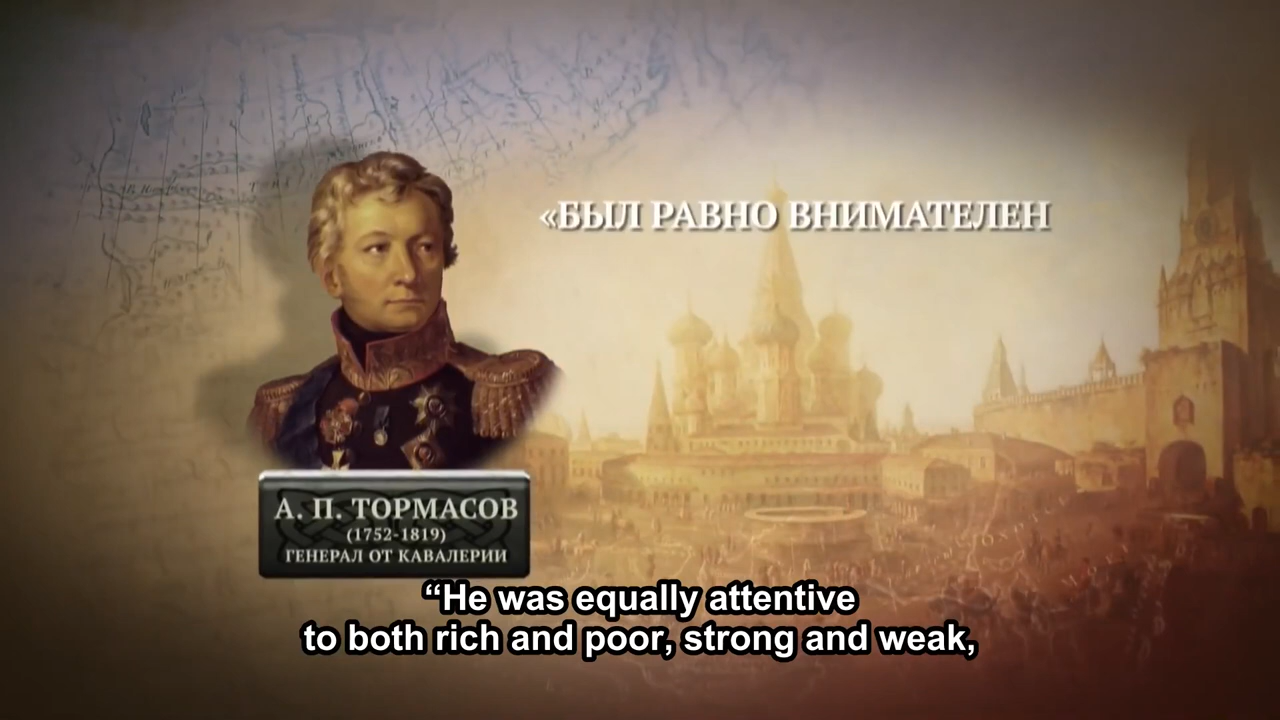 «БЫЛ РАВНО ВНИМАТЕЛЕН
А. П. ТОРМАСОВ
(1752-1819)
ГЕНЕРАЛ ОТ КАВАЛЕРИИ
“He was equally attentive
to both rich and poor, strong and weak,